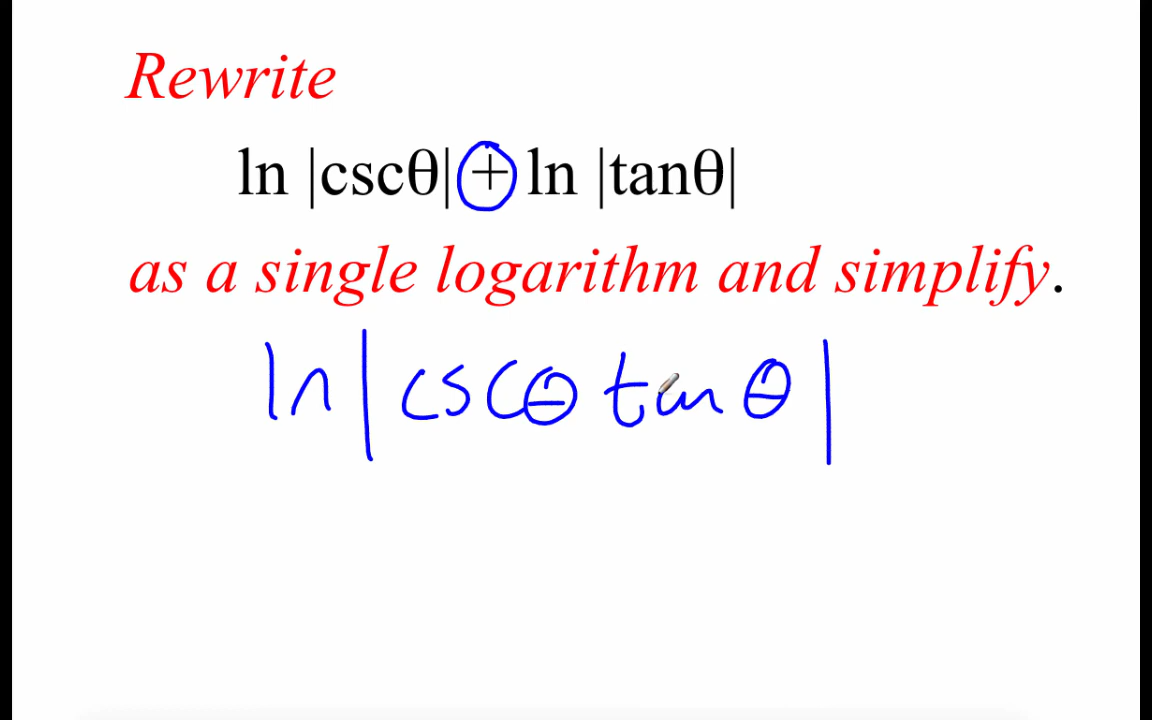 Rewrite
ln |cscθ| + ln |tanθ|
as a single logarithm and simplify.
ln|cscθ tanθ|